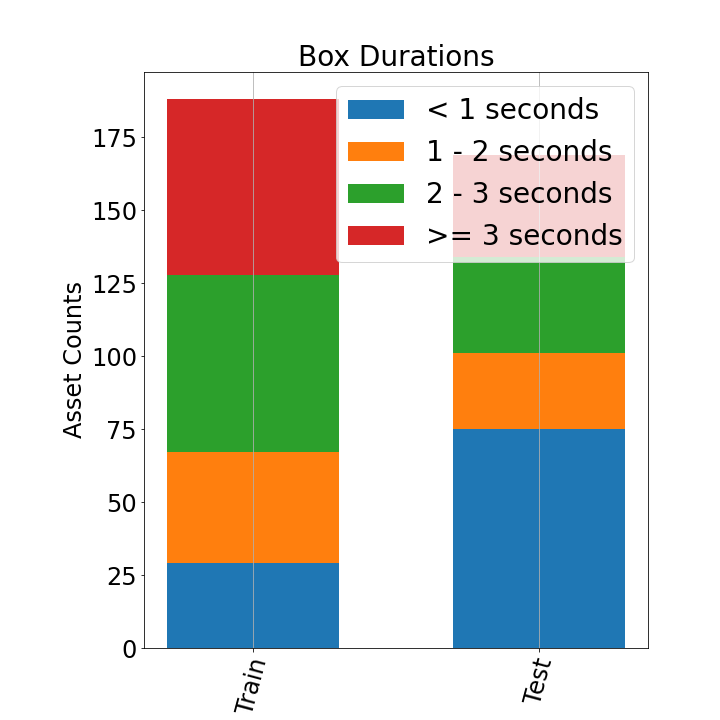 Box Durations
< 1 seconds
1 - 2 seconds
2 - 3 seconds
>= 3 seconds
Asset Counts
175
150
125
100
75
50
25
0
Train
Test